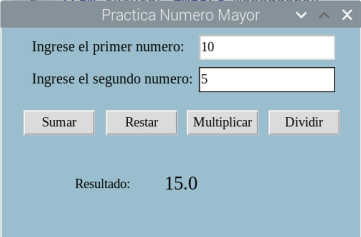 Practica Numero Mayor
Ingrese el primer numero: 10
Ingrese el segundo numero: 5
Sumar Restar Multiplicar Dividir
Resultado: 15.0